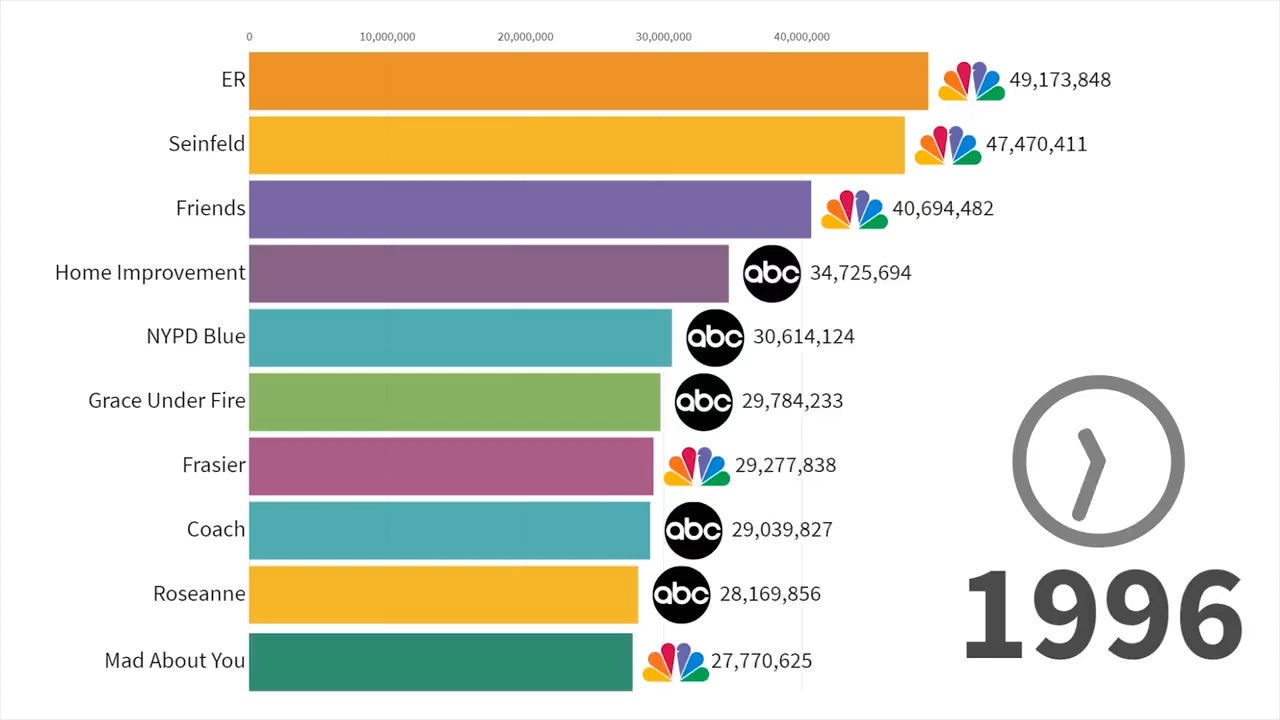 0 10,000,000 20,000,000 30,000,000 40,000,000
ER 49,173,848
Seinfeld 47,470,411
Friends 40,694,482
Home Improvement abc 34,725,694
NYPD Blue abc 30,614,124
Grace Under Fire abc 29,784,233
Frasier 29,277,838
Coach abc 29,039,827
Roseanne abc 28,169,856
Mad About You 27,770,625
1996